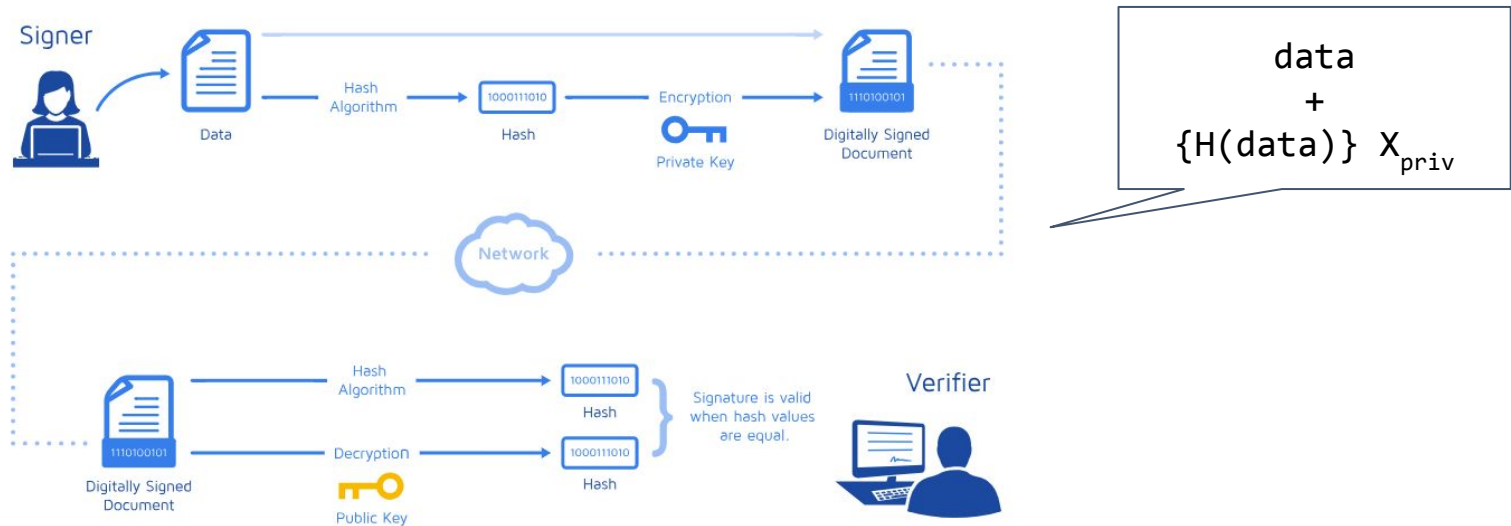 Signer
Data
Hash
Algorithm
1000111010
Hash
Encryption
Private Key
1110100101
Digitally Signed
Document
data
+
{H(data)} X_priv
Network
1110100101
Digitally Signed
Document
Hash
Algorithm
1000111010
Hash
Decryption
Public Key
1000111010
Hash
Signature is valid
when hash values
are equal.
Verifier